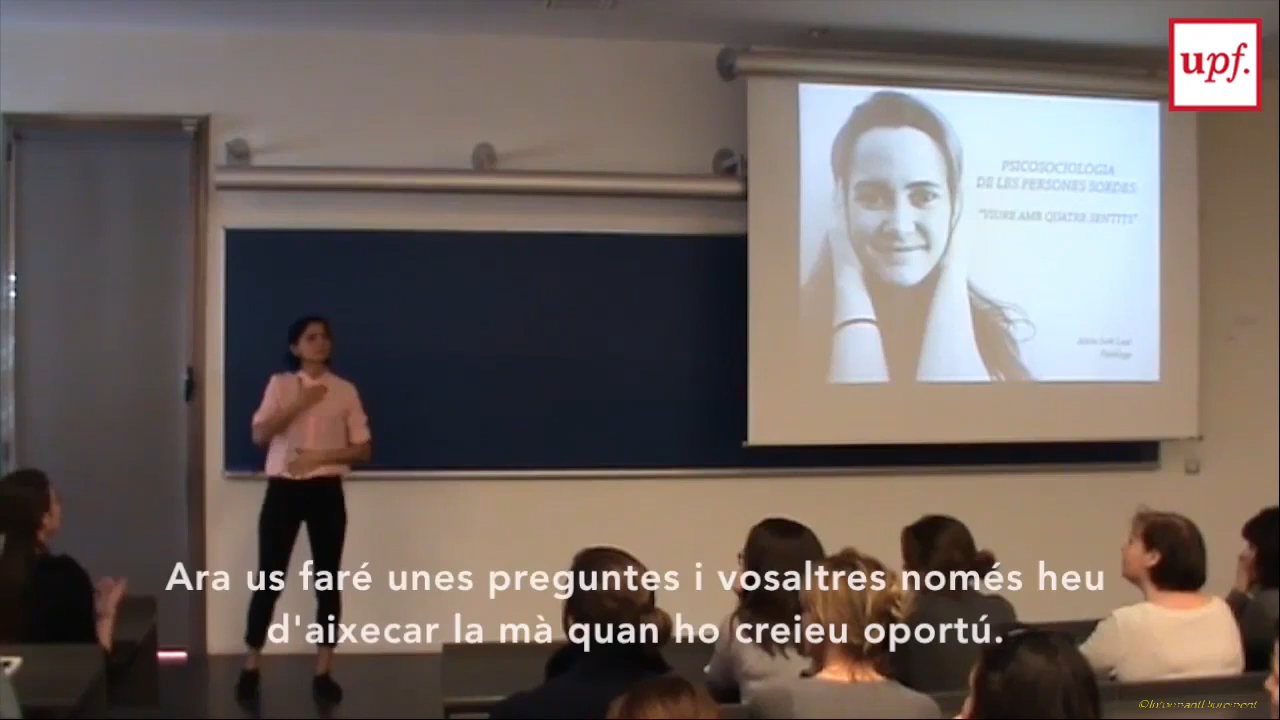 upf.
PSICOSOCIOLOGIA
DE LES PERSONES SORDES:
"VIURE AMB QUATRE SENTITS"
Ara us faré unes preguntes i vosaltres només heu
d'aixecar la mà quan ho creieu oportú.